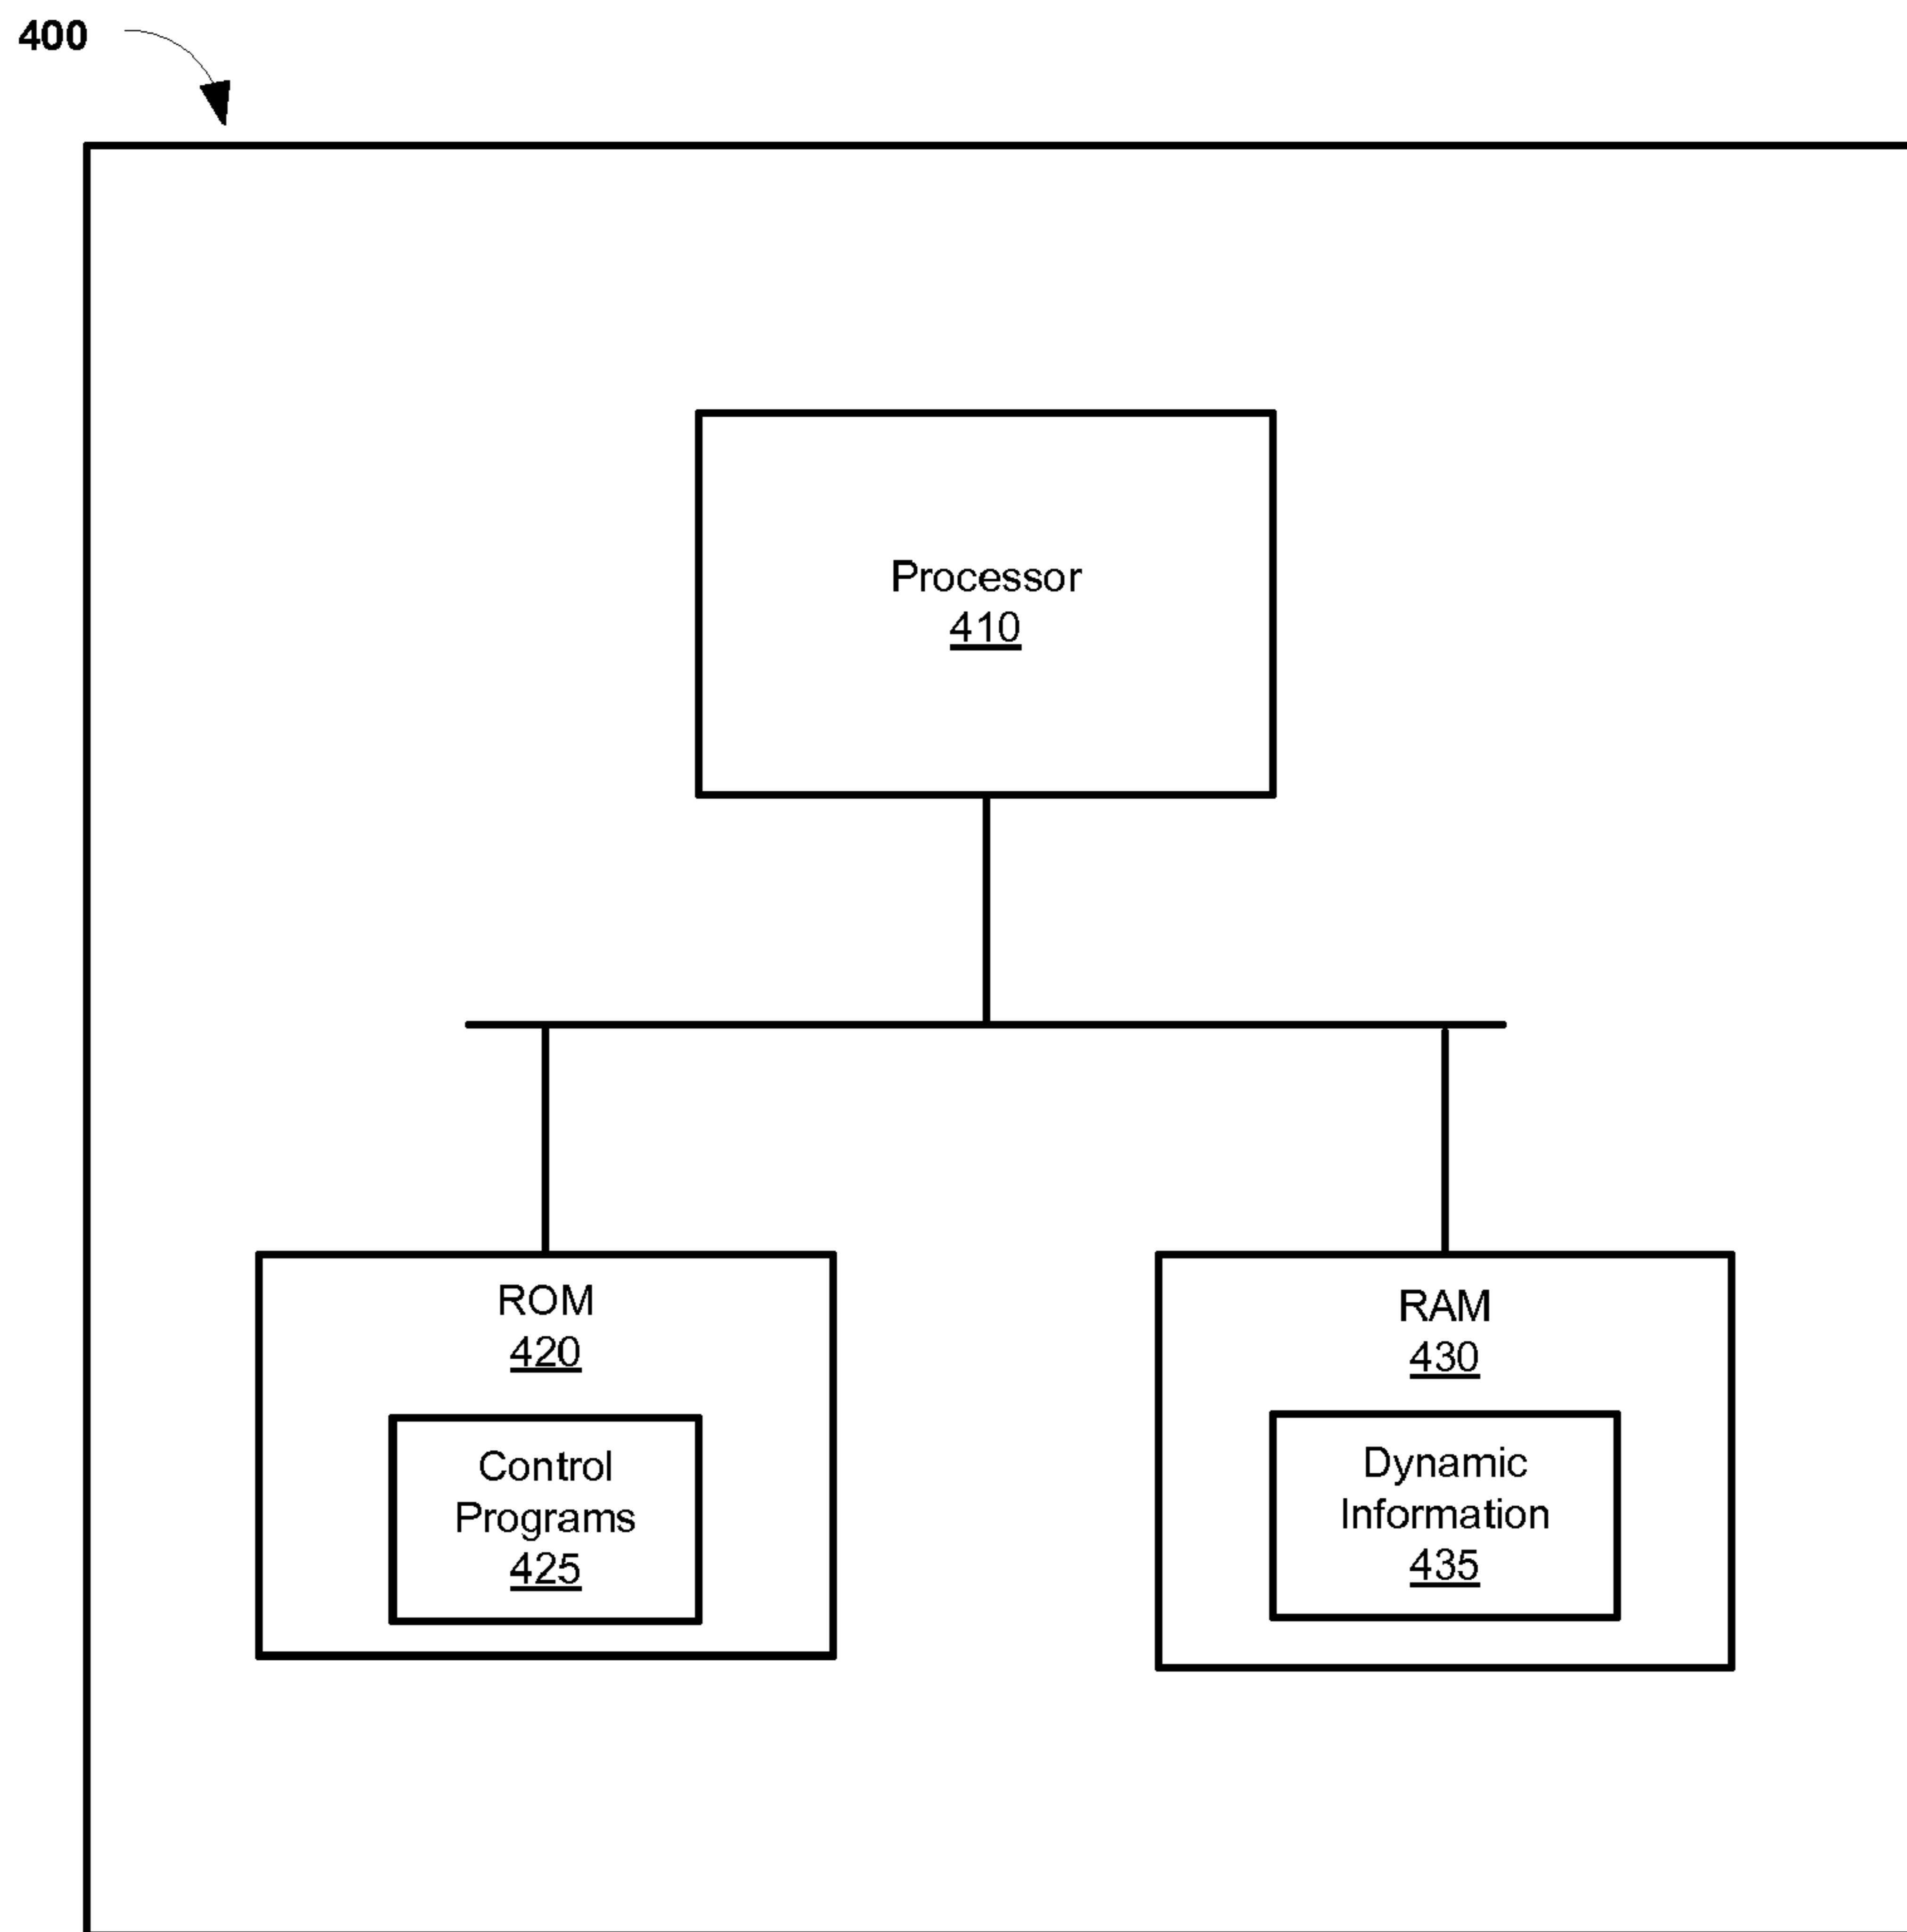 400
Processor
410
ROM
420
Control
Programs
425
RAM
430
Dynamic
Information
435